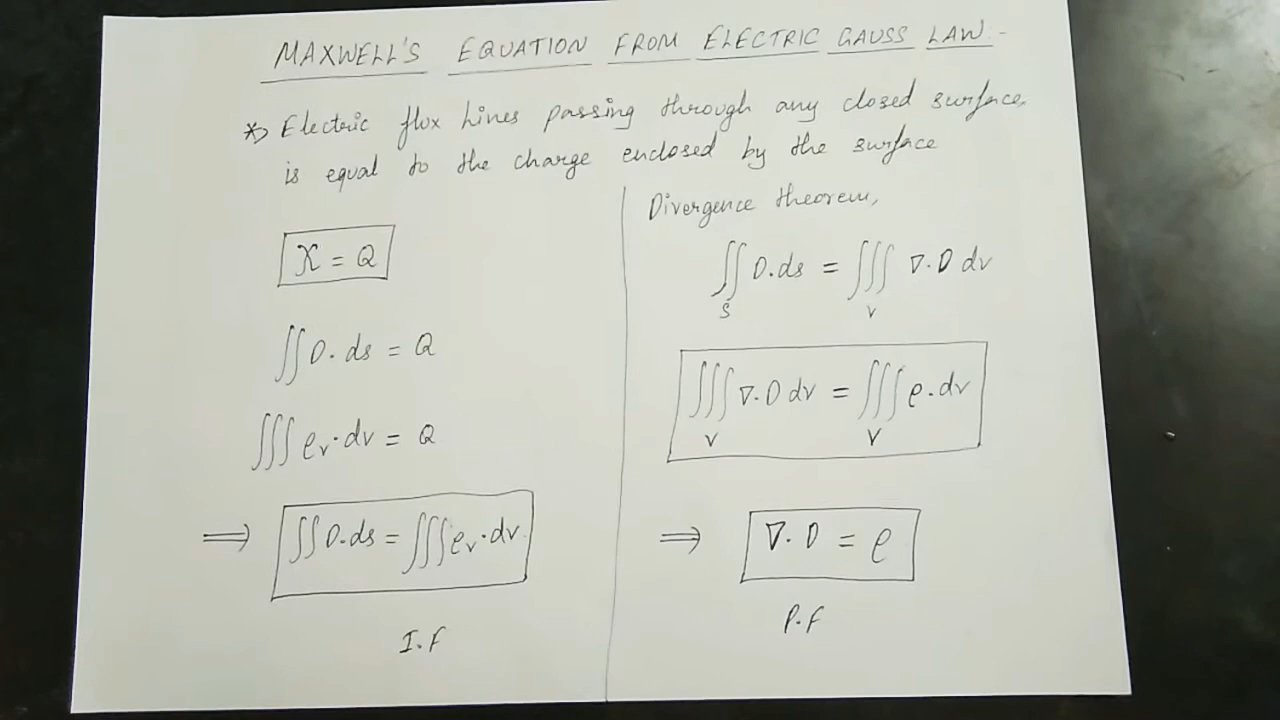 MAXWELL'S EQUATION FROM ELECTRIC GAUSS LAW -
*) Electric flux lines passing through any closed surface,
is equal to the charge enclosed by the surface
χ = Q
∬ D. ds = Q
∭ ρv · dv = Q
⟹ ∬ D.ds = ∭ ρv · dv
I.F
Divergence theorem,
∬S D.ds = ∭V ∇.D dv
∭V ∇.D dv = ∭V ρ.dv
⟹ ∇.D = ρ
P.F